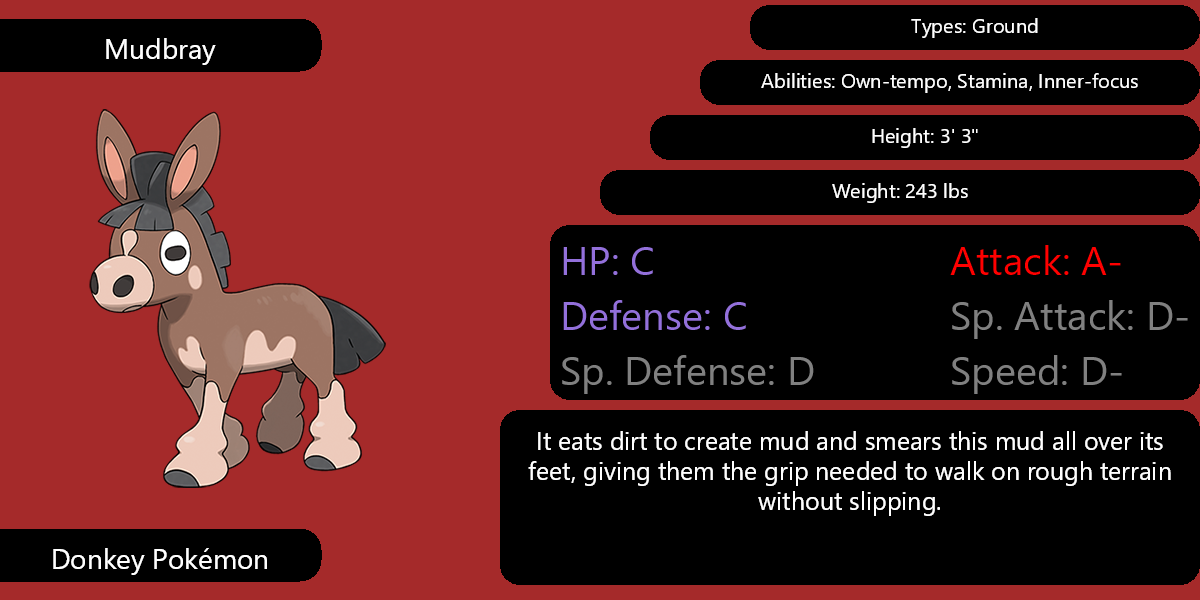 Mudbray
Types: Ground
Abilities: Own-tempo, Stamina, Inner-focus
Height: 3' 3"
Weight: 243 lbs
HP: C
Attack: A-
Defense: C
Sp. Attack: D-
Sp. Defense: D
Speed: D-
It eats dirt to create mud and smears this mud all over its
feet, giving them the grip needed to walk on rough terrain
without slipping.
Donkey Pokémon